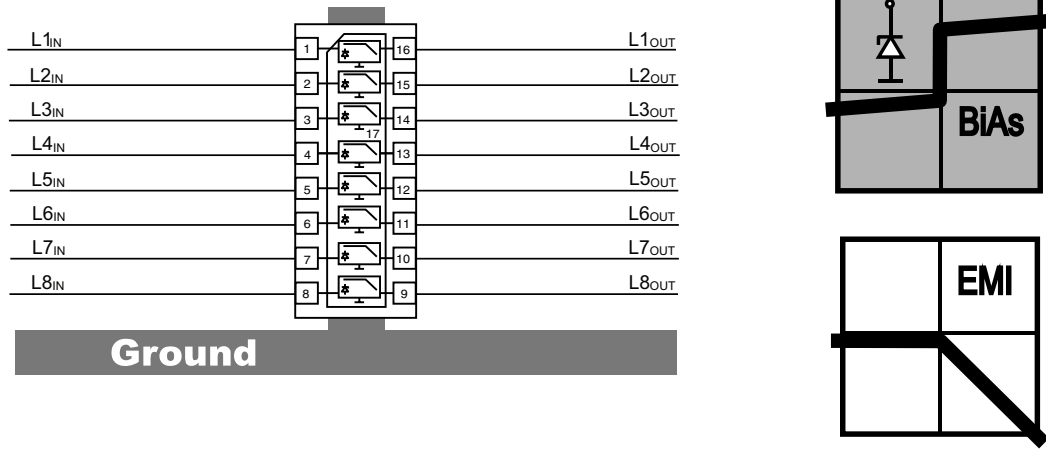 L1IN 1 16 L1OUT
L2IN 2 15 L2OUT
L3IN 3 14 L3OUT
17
L4IN 4 13 L4OUT
L5IN 5 12 L5OUT
L6IN 6 11 L6OUT
L7IN 7 10 L7OUT
L8IN 8 9 L8OUT
Ground
BiAs
EMI